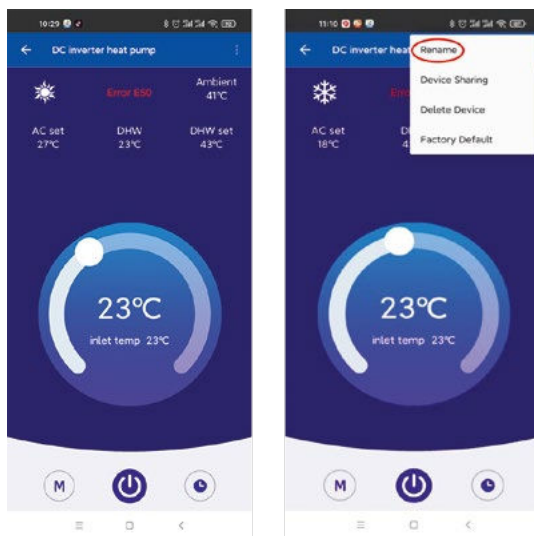 10:29
DC inverter heat pump
Error E50
Ambient
41℃
AC set
27℃
DHW
23℃
DHW set
43℃
23℃
inlet temp 23℃
M
11:10
DC inverter heat
Rename
Device Sharing
Delete Device
Factory Default
AC set
18℃
23℃
inlet temp 23℃
M